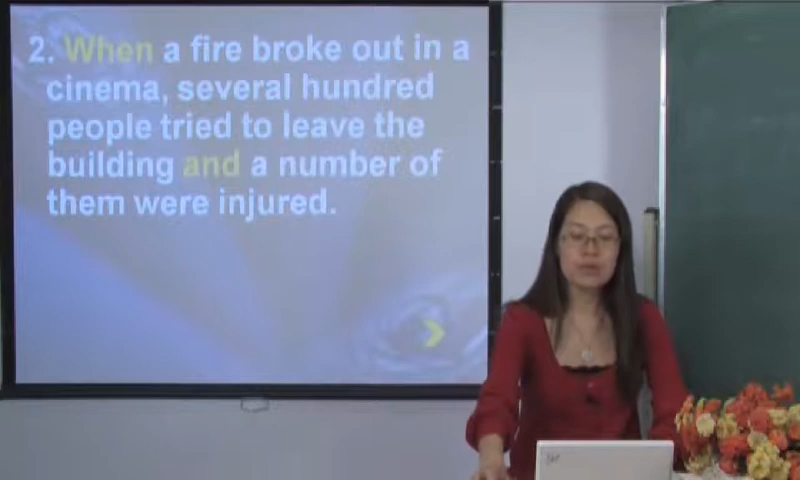 2. When a fire broke out in a
cinema, several hundred
people tried to leave the
building and a number of
them were injured.